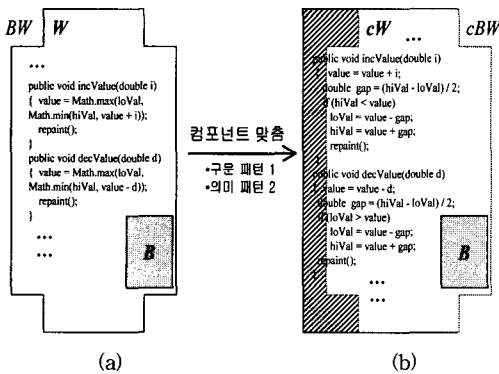 BW W
...
public void incValue(double i)
{ value = Math.max(loVal,
Math.min(hiVal, value + i));
repaint();
}
public void decValue(double d)
{ value = Math.max(loVal,
Math.min(hiVal, value - d));
repaint();
}
...
...
B
컴포넌트 맞춤
•구문 패턴 1
•의미 패턴 2
cW cBW
...
public void incValue(double i)
{ value = value + i;
double gap = (hiVal - loVal) / 2;
if (hiVal < value)
loVal = value - gap;
hiVal = value + gap;
repaint();
}
public void decValue(double d)
{ value = value - d;
double gap = (hiVal - loVal) / 2;
if (loVal > value)
loVal = value - gap;
hiVal = value + gap;
repaint();
}
...
...
B
(a) (b)